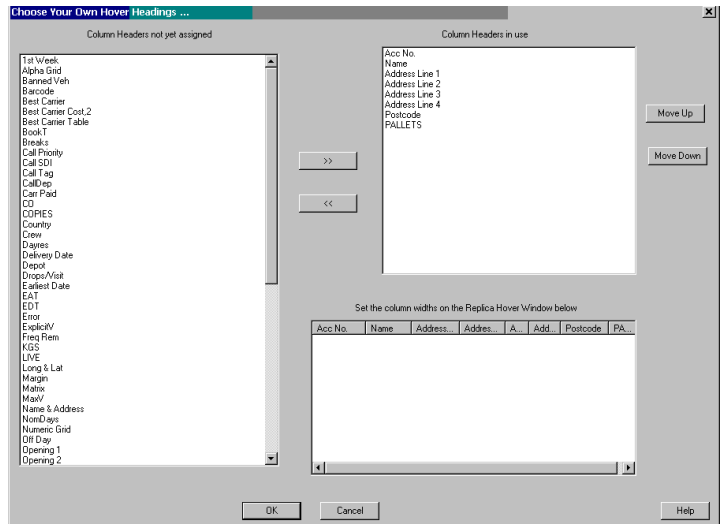 Choose Your Own Hover Headings ...
Column Headers not yet assigned
1st Week
Alpha Grid
Banned Veh
Barcode
Best Carrier
Best Carrier Cost,2
Best Carrier Table
BookT
Breaks
Call Priority
Call SDI
Call Tag
CallDep
Carr Paid
CO
COPIES
Country
Crew
Dayres
Delivery Date
Depot
Drops/Visit
Earliest Date
EAT
EDT
Error
ExplicitV
Freq Rem
KGS
LIVE
Long & Lat
Margin
Matrix
MaxV
Name & Address
NomDays
Numeric Grid
Off Day
Opening 1
Opening 2
>>
<<
Column Headers in use
Acc No.
Name
Address Line 1
Address Line 2
Address Line 3
Address Line 4
Postcode
PALLETS
Move Up
Move Down
Set the column widths on the Replica Hover Window below
Acc No. Name Address... Addres... A... Add... Postcode PA...
OK Cancel Help